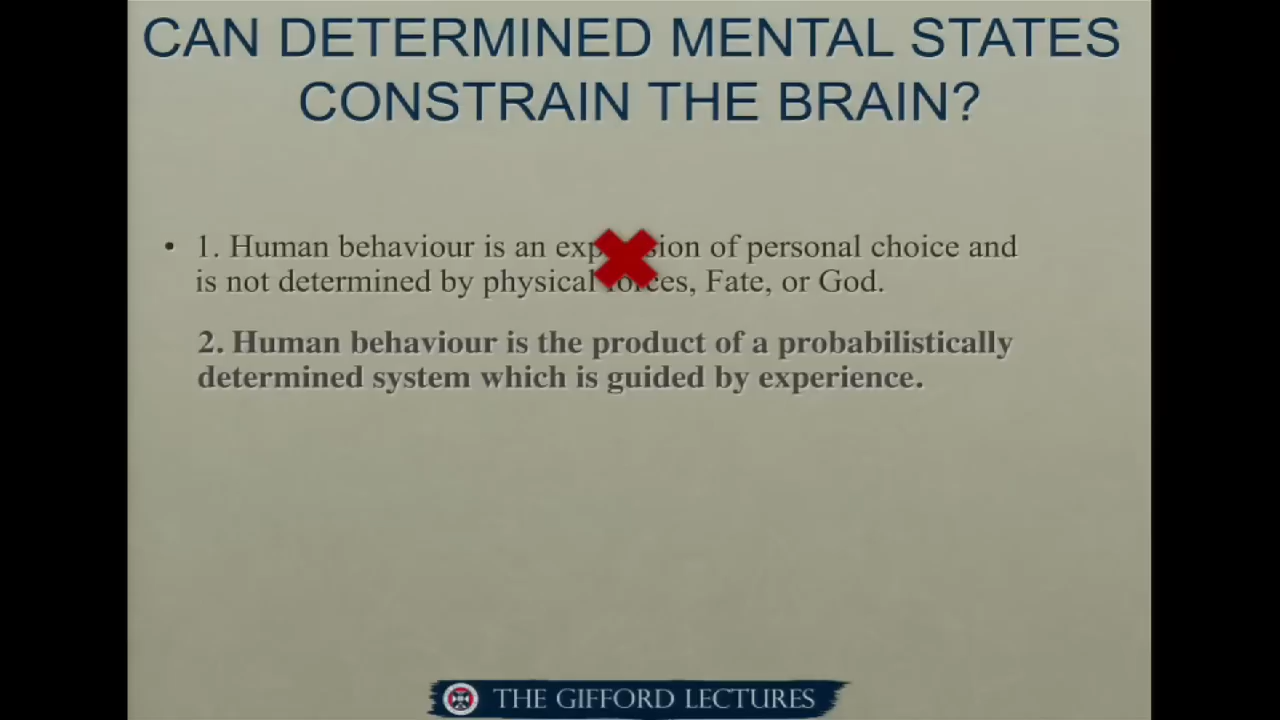 CAN DETERMINED MENTAL STATES
CONSTRAIN THE BRAIN?
• 1. Human behaviour is an of personal choice and
is not determined by physical Fate, or God.
2. Human behaviour is the product of a probabilistically
determined system which is guided by experience.
THE GIFFORD LECTURES